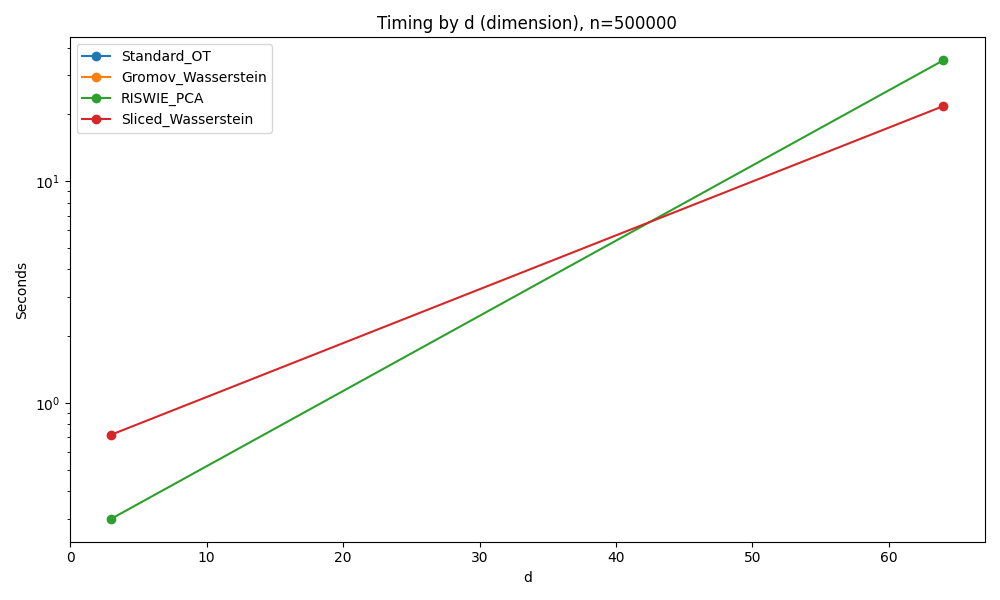 Timing by d (dimension), n=500000
Standard_OT
Gromov_Wasserstein
RISWIE_PCA
Sliced_Wasserstein
Seconds
10¹
10⁰
0 10 20 30 40 50 60
d